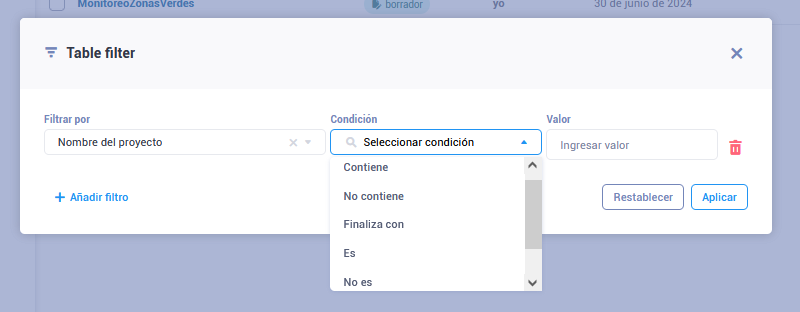 MonitoreoZonasVerdes borrador yo 30 de junio de 2024
Table filter
Filtrar por Condición Valor
Nombre del proyecto Seleccionar condición Ingresar valor
Contiene
No contiene
Añadir filtro Restablecer Aplicar
Finaliza con
Es
No es